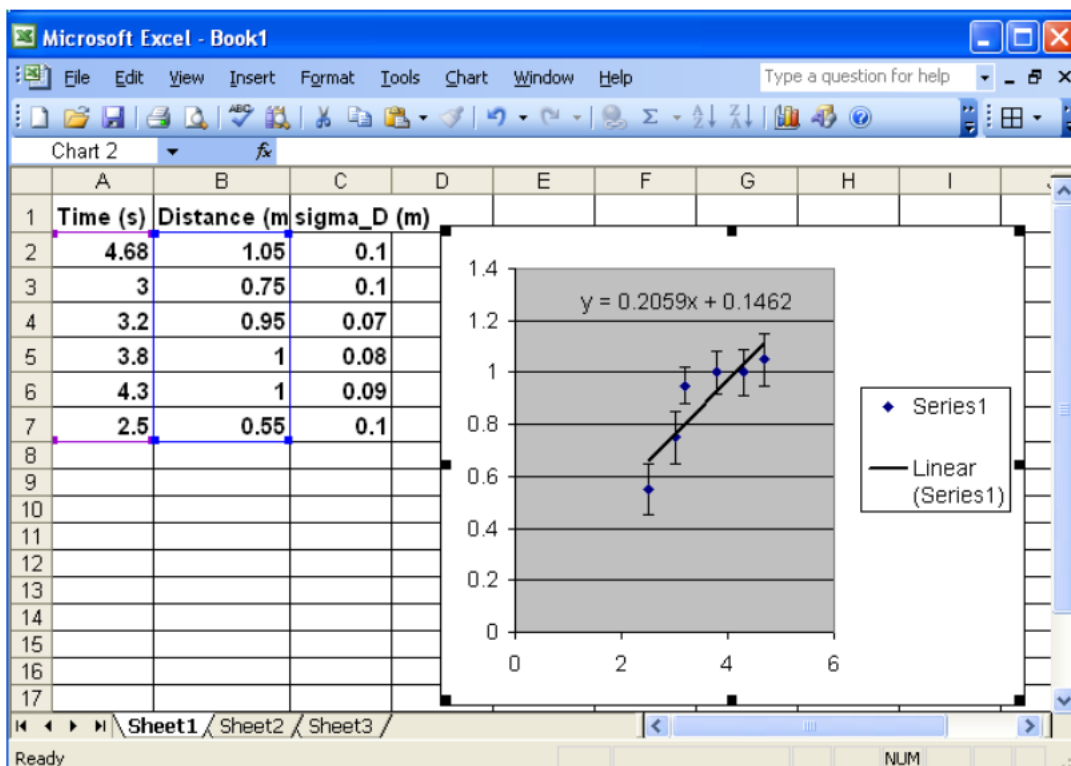 Microsoft Excel - Book1
File Edit View Insert Format Tools Chart Window Help Type a question for help
ABC Σ A Z Z A
Chart 2 fx
A B C D E F G H I J
1 Time (s) Distance (m sigma_D (m)
2 4.68 1.05 0.1
3 3 0.75 0.1
4 3.2 0.95 0.07
5 3.8 1 0.08
6 4.3 1 0.09
7 2.5 0.55 0.1
8
9
10
11
12
13
14
15
16
17
1.4
y = 0.2059x + 0.1462
1.2
1
0.8
0.6
0.4
0.2
0
0 2 4 6
Series1
Linear
(Series1)
Sheet1 / Sheet2 / Sheet3 /
Ready NUM